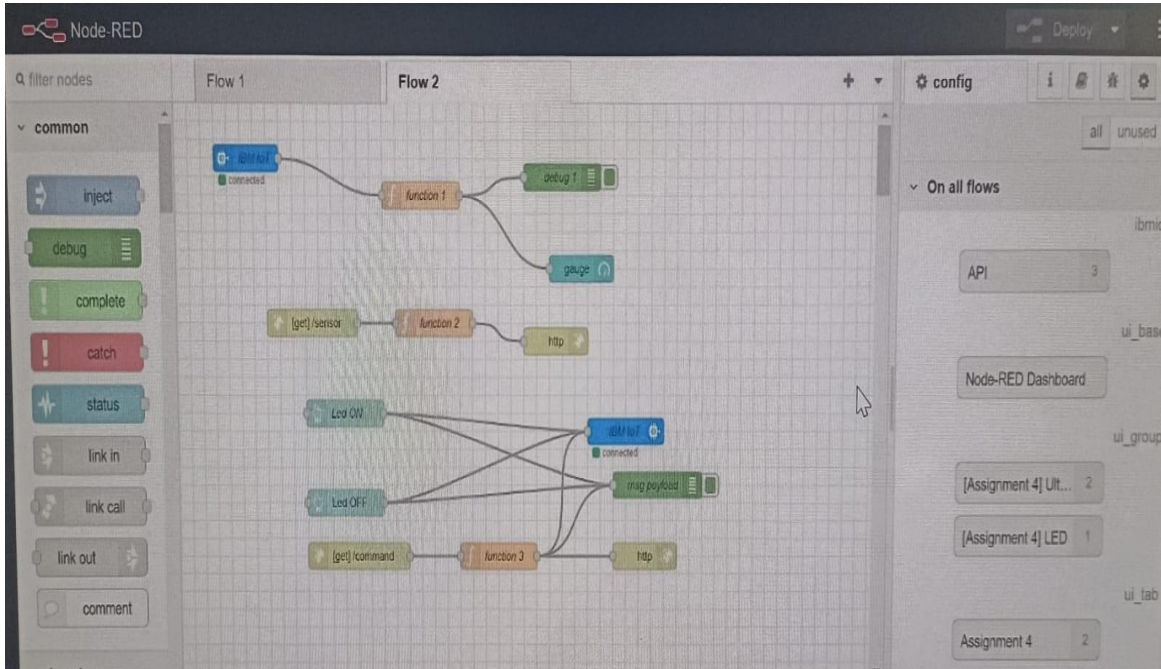 Node-RED
Deploy
filter nodes
Flow 1
Flow 2
config
i
all
unused
common
On all flows
inject
debug
complete
catch
status
link in
link call
link out
comment
IBM IoT
connected
function 1
debug 1
gauge
[get] /sensor
function 2
http
Led ON
IBM IoT
connected
msg.payload
Led OFF
[get] /command
function 3
http
API
3
ui_base
Node-RED Dashboard
ui_group
[Assignment 4] Ult...
2
[Assignment 4] LED
1
ui_tab
Assignment 4
2